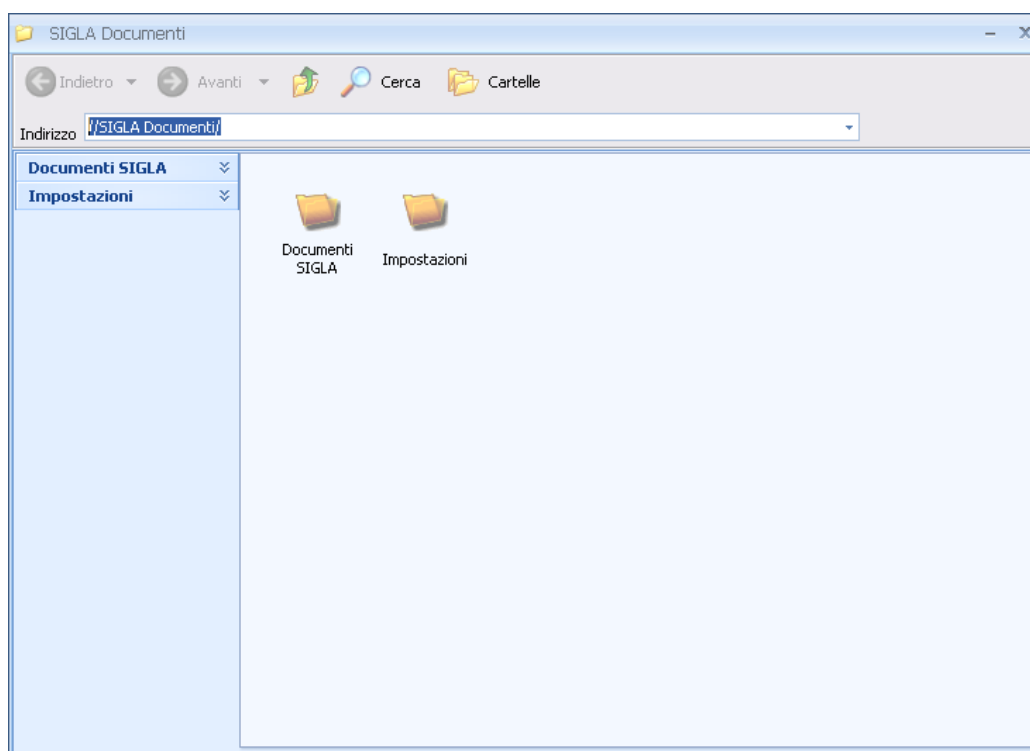 SIGLA Documenti
Indietro Avanti Cerca Cartelle
Indirizzo //SIGLA Documenti/
Documenti SIGLA
Impostazioni
Documenti
SIGLA
Impostazioni